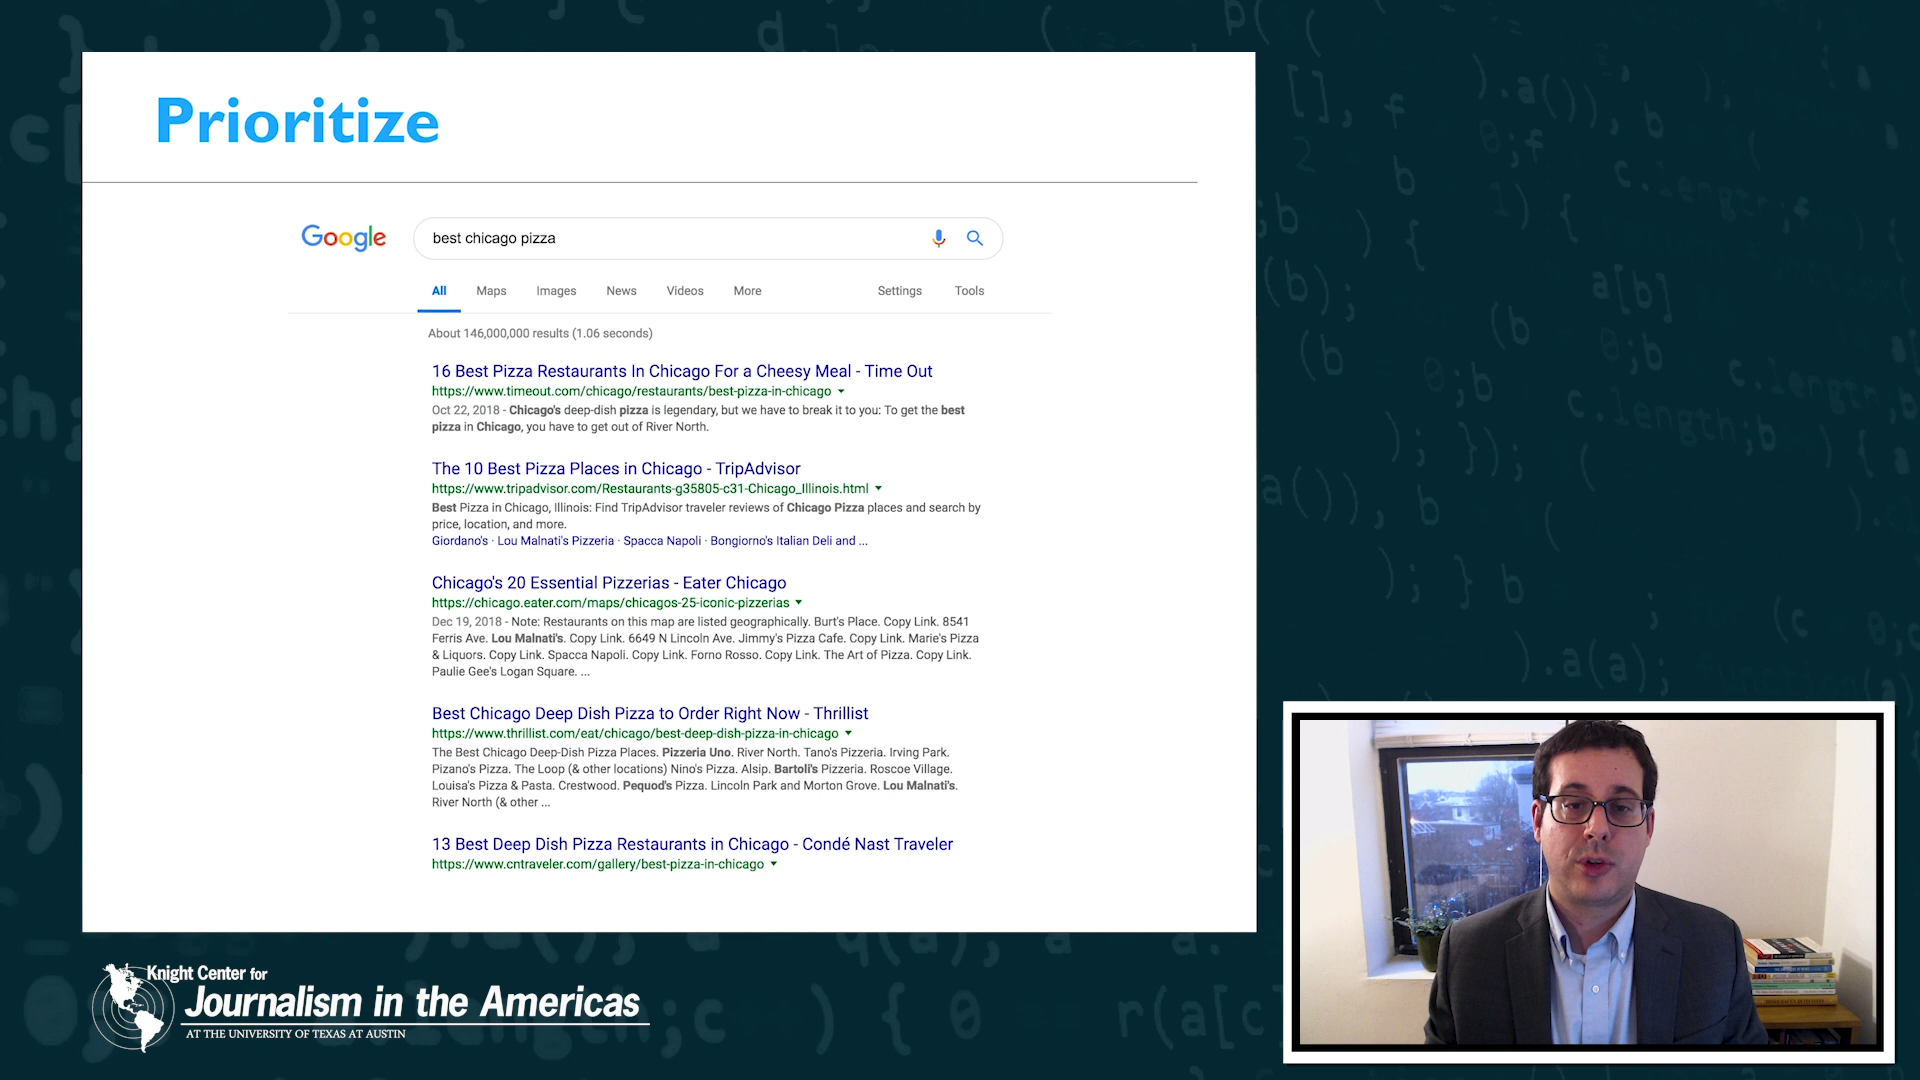 Prioritize
Google
best chicago pizza
All Maps Images News Videos More Settings Tools
About 146,000,000 results (1.06 seconds)
16 Best Pizza Restaurants In Chicago For a Cheesy Meal - Time Out
https://www.timeout.com/chicago/restaurants/best-pizza-in-chicago
Oct 22, 2018 - Chicago's deep-dish pizza is legendary, but we have to break it to you: To get the best
pizza in Chicago, you have to get out of River North.
The 10 Best Pizza Places in Chicago - TripAdvisor
https://www.tripadvisor.com/Restaurants-g35805-c31-Chicago_Illinois.html
Best Pizza in Chicago, Illinois: Find TripAdvisor traveler reviews of Chicago Pizza places and search by
price, location, and more.
Giordano's · Lou Malnati's Pizzeria · Spacca Napoli · Bongiorno's Italian Deli and ...
Chicago's 20 Essential Pizzerias - Eater Chicago
https://chicago.eater.com/maps/chicagos-25-iconic-pizzerias
Dec 19, 2018 - Note: Restaurants on this map are listed geographically. Burt's Place. Copy Link. 8541
Ferris Ave. Lou Malnati's. Copy Link. 6649 N Lincoln Ave. Jimmy's Pizza Cafe. Copy Link. Marie's Pizza
& Liquors. Copy Link. Spacca Napoli. Copy Link. Forno Rosso. Copy Link. The Art of Pizza. Copy Link.
Paulie Gee's Logan Square. ...
Best Chicago Deep Dish Pizza to Order Right Now - Thrillist
https://www.thrillist.com/eat/chicago/best-deep-dish-pizza-in-chicago
The Best Chicago Deep-Dish Pizza Places. Pizzeria Uno. River North. Tano's Pizzeria. Irving Park.
Pizano's Pizza. The Loop (& other locations) Nino's Pizza. Alsip. Bartoli's Pizzeria. Roscoe Village.
Louisa's Pizza & Pasta. Crestwood. Pequod's Pizza. Lincoln Park and Morton Grove. Lou Malnati's.
River North (& other ...
13 Best Deep Dish Pizza Restaurants in Chicago - Condé Nast Traveler
https://www.cntraveler.com/gallery/best-pizza-in-chicago
Knight Center for
Journalism in the Americas
AT THE UNIVERSITY OF TEXAS AT AUSTIN